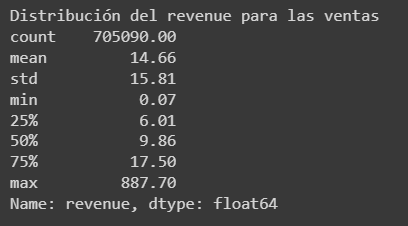 Distribución del revenue para las ventas
count    705090.00
mean         14.66
std          15.81
min           0.07
25%           6.01
50%           9.86
75%          17.50
max         887.70
Name: revenue, dtype: float64